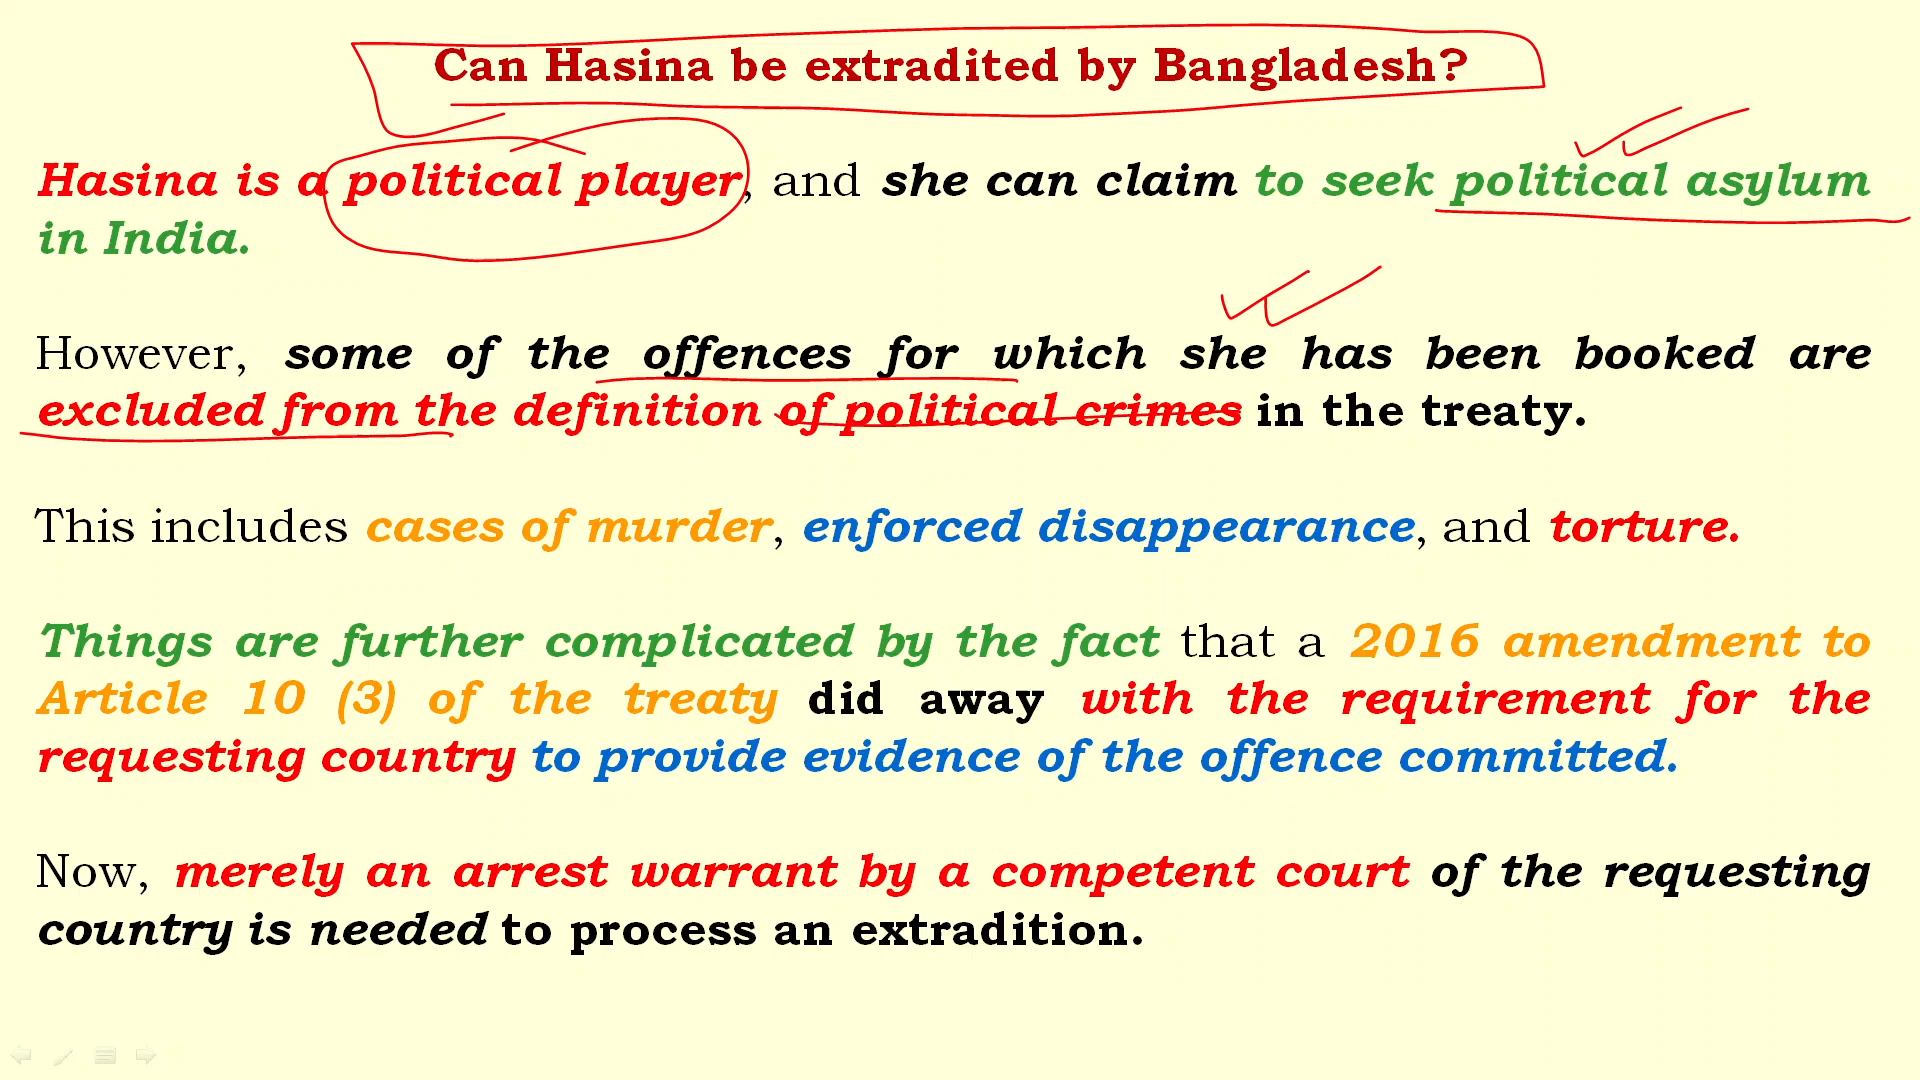 Can Hasina be extradited by Bangladesh?
Hasina is a political player, and she can claim to seek political asylum
in India.
However, some of the offences for which she has been booked are
excluded from the definition of political crimes in the treaty.
This includes cases of murder, enforced disappearance, and torture.
Things are further complicated by the fact that a 2016 amendment to
Article 10 (3) of the treaty did away with the requirement for the
requesting country to provide evidence of the offence committed.
Now, merely an arrest warrant by a competent court of the requesting
country is needed to process an extradition.